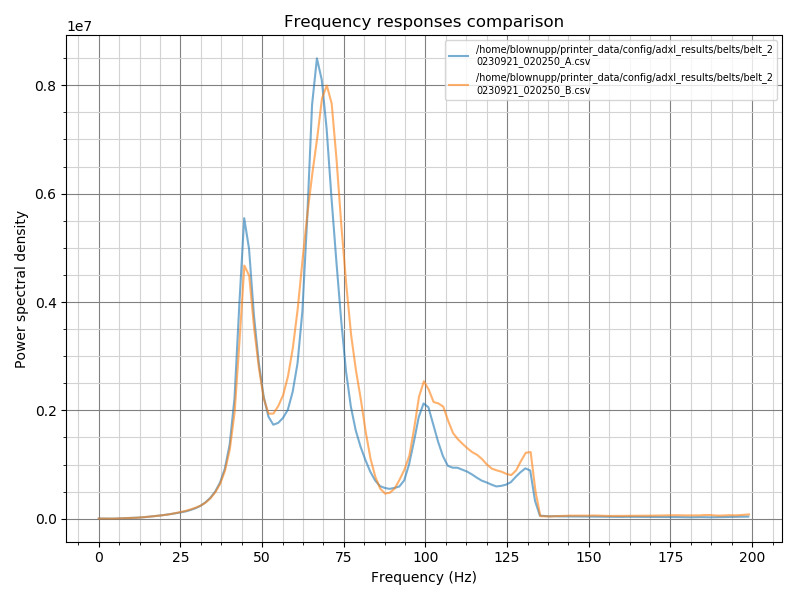 Frequency responses comparison
1e7
/home/blownupp/printer_data/config/adxl_results/belts/belt_2
0230921_020250_A.csv
/home/blownupp/printer_data/config/adxl_results/belts/belt_2
0230921_020250_B.csv
0.8
0.6
0.4
0.2
0.0
Power spectral density
0 25 50 75 100 125 150 175 200
Frequency (Hz)